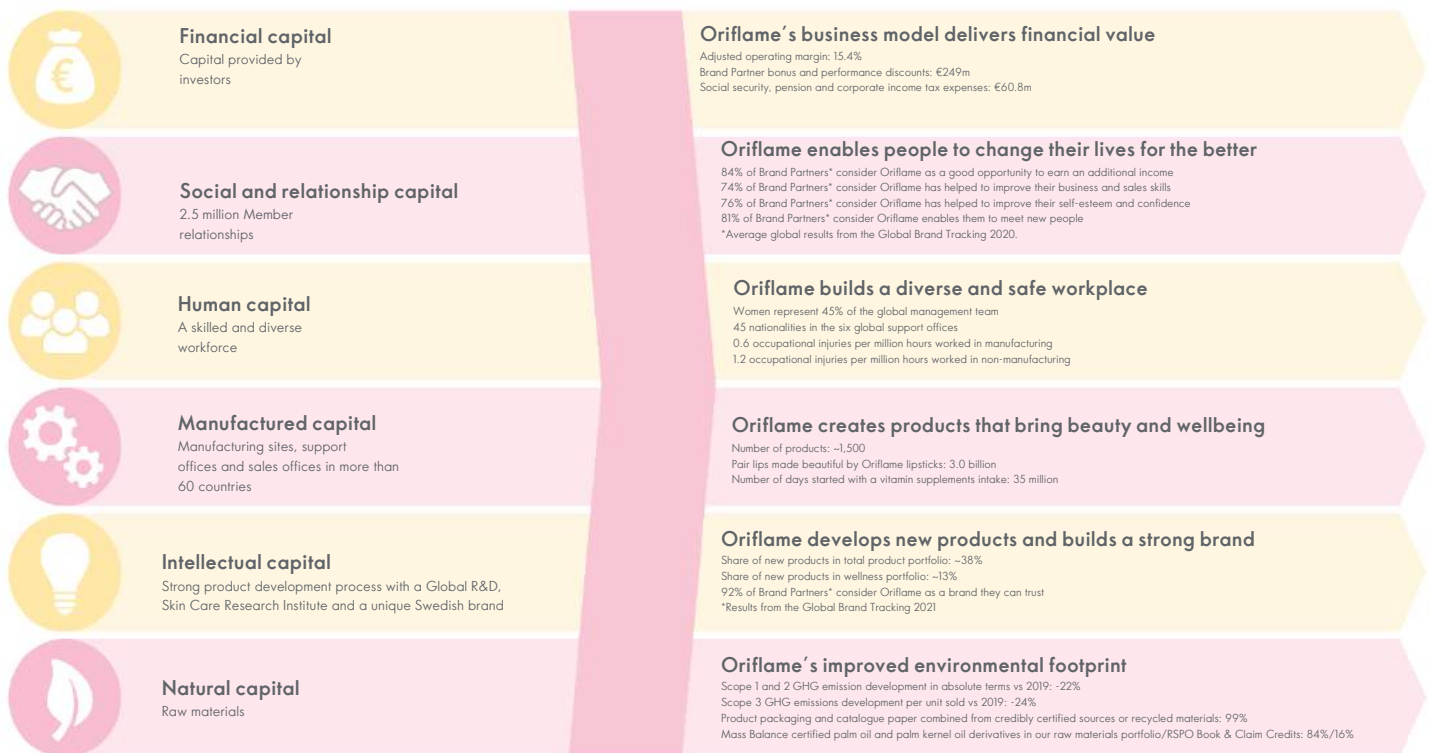 Financial capital
Capital provided by
investors
Oriflame´s business model delivers financial value
Adjusted operating margin: 15.4%
Brand Partner bonus and performance discounts: €249m
Social security, pension and corporate income tax expenses: €60.8m
Social and relationship capital
2.5 million Member
relationships
Oriflame enables people to change their lives for the better
84% of Brand Partners* consider Oriflame as a good opportunity to earn an additional income
74% of Brand Partners* consider Oriflame has helped to improve their business and sales skills
76% of Brand Partners* consider Oriflame has helped to improve their self-esteem and confidence
81% of Brand Partners* consider Oriflame enables them to meet new people
*Average global results from the Global Brand Tracking 2020.
Human capital
A skilled and diverse
workforce
Oriflame builds a diverse and safe workplace
Women represent 45% of the global management team
45 nationalities in the six global support offices
0.6 occupational injuries per million hours worked in manufacturing
1.2 occupational injuries per million hours worked in non-manufacturing
Manufactured capital
Manufacturing sites, support
offices and sales offices in more than
60 countries
Oriflame creates products that bring beauty and wellbeing
Number of products: ~1,500
Pair lips made beautiful by Oriflame lipsticks: 3.0 billion
Number of days started with a vitamin supplements intake: 35 million
Intellectual capital
Strong product development process with a Global R&D,
Skin Care Research Institute and a unique Swedish brand
Oriflame develops new products and builds a strong brand
Share of new products in total product portfolio: ~38%
Share of new products in wellness portfolio: ~13%
92% of Brand Partners* consider Oriflame as a brand they can trust
*Results from the Global Brand Tracking 2021
Natural capital
Raw materials
Oriflame´s improved environmental footprint
Scope 1 and 2 GHG emission development in absolute terms vs 2019: -22%
Scope 3 GHG emissions development per unit sold vs 2019: -24%
Product packaging and catalogue paper combined from credibly certified sources or recycled materials: 99%
Mass Balance certified palm oil and palm kernel oil derivatives in our raw materials portfolio/RSPO Book & Claim Credits: 84%/16%